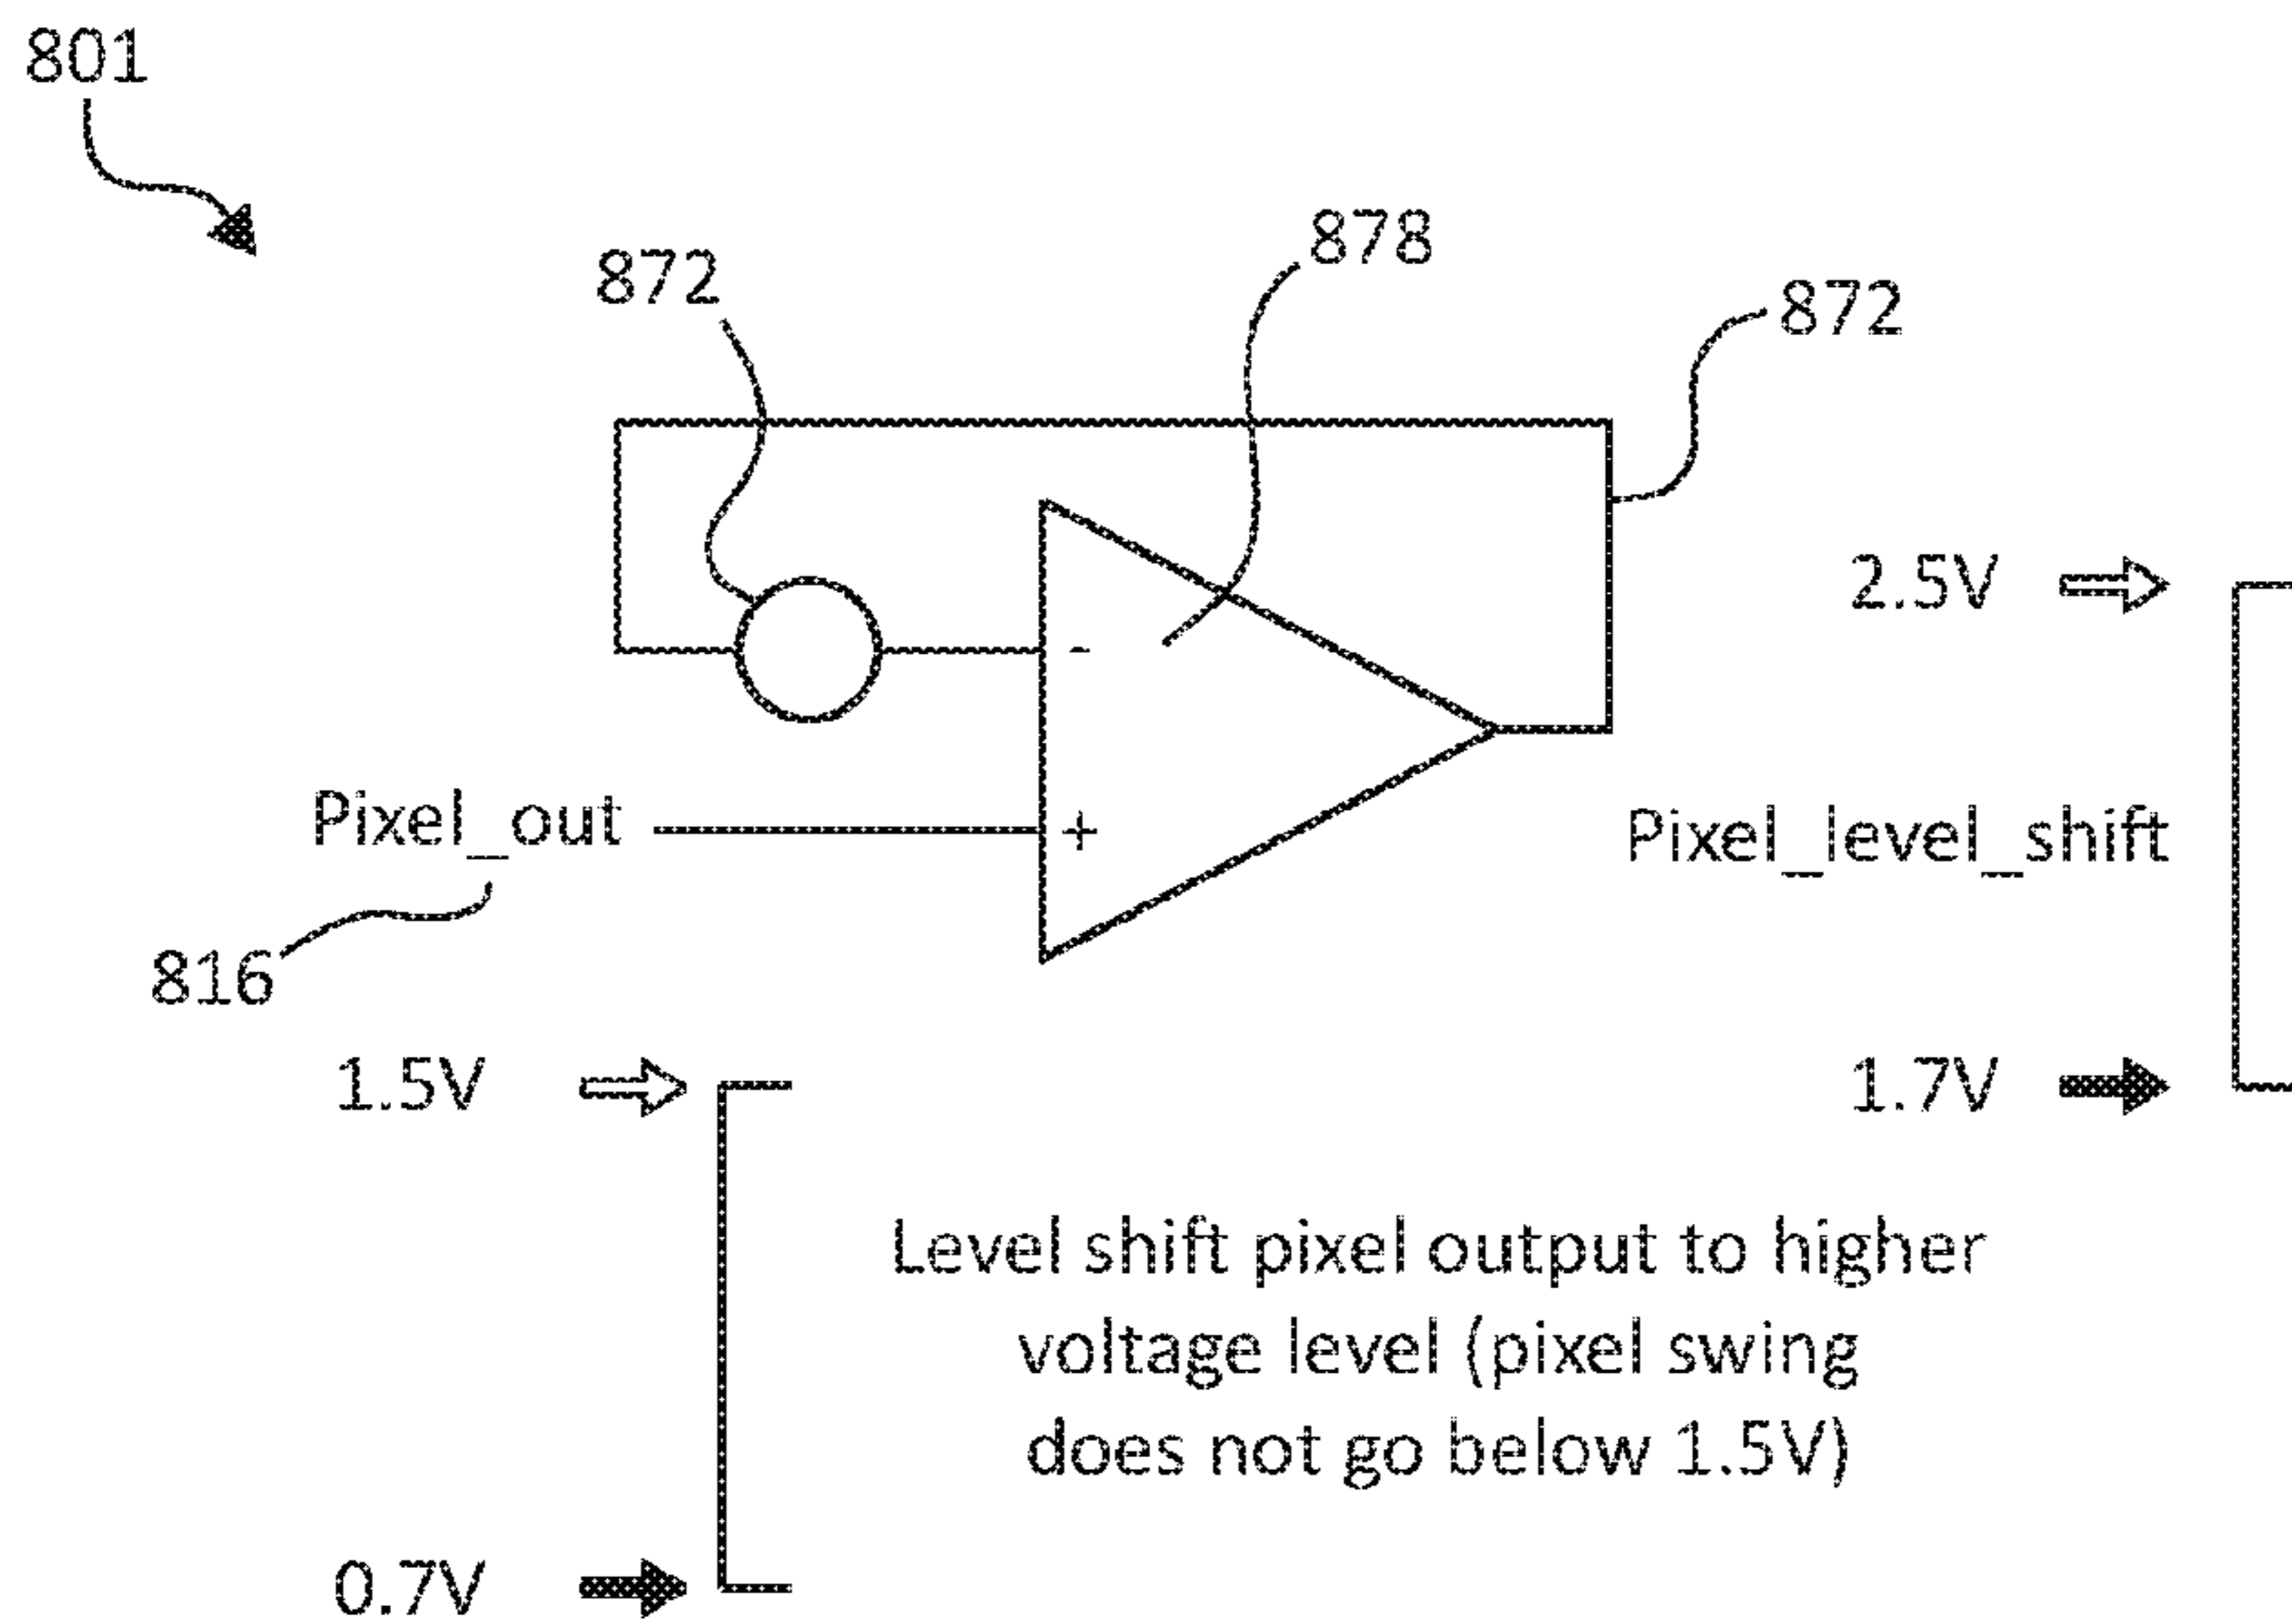 801
872
878
872
2.5V
-
Pixel_out
+
Pixel_level_shift
816
1.5V
1.7V
Level shift pixel output to higher
voltage level (pixel swing
does not go below 1.5V)
0.7V